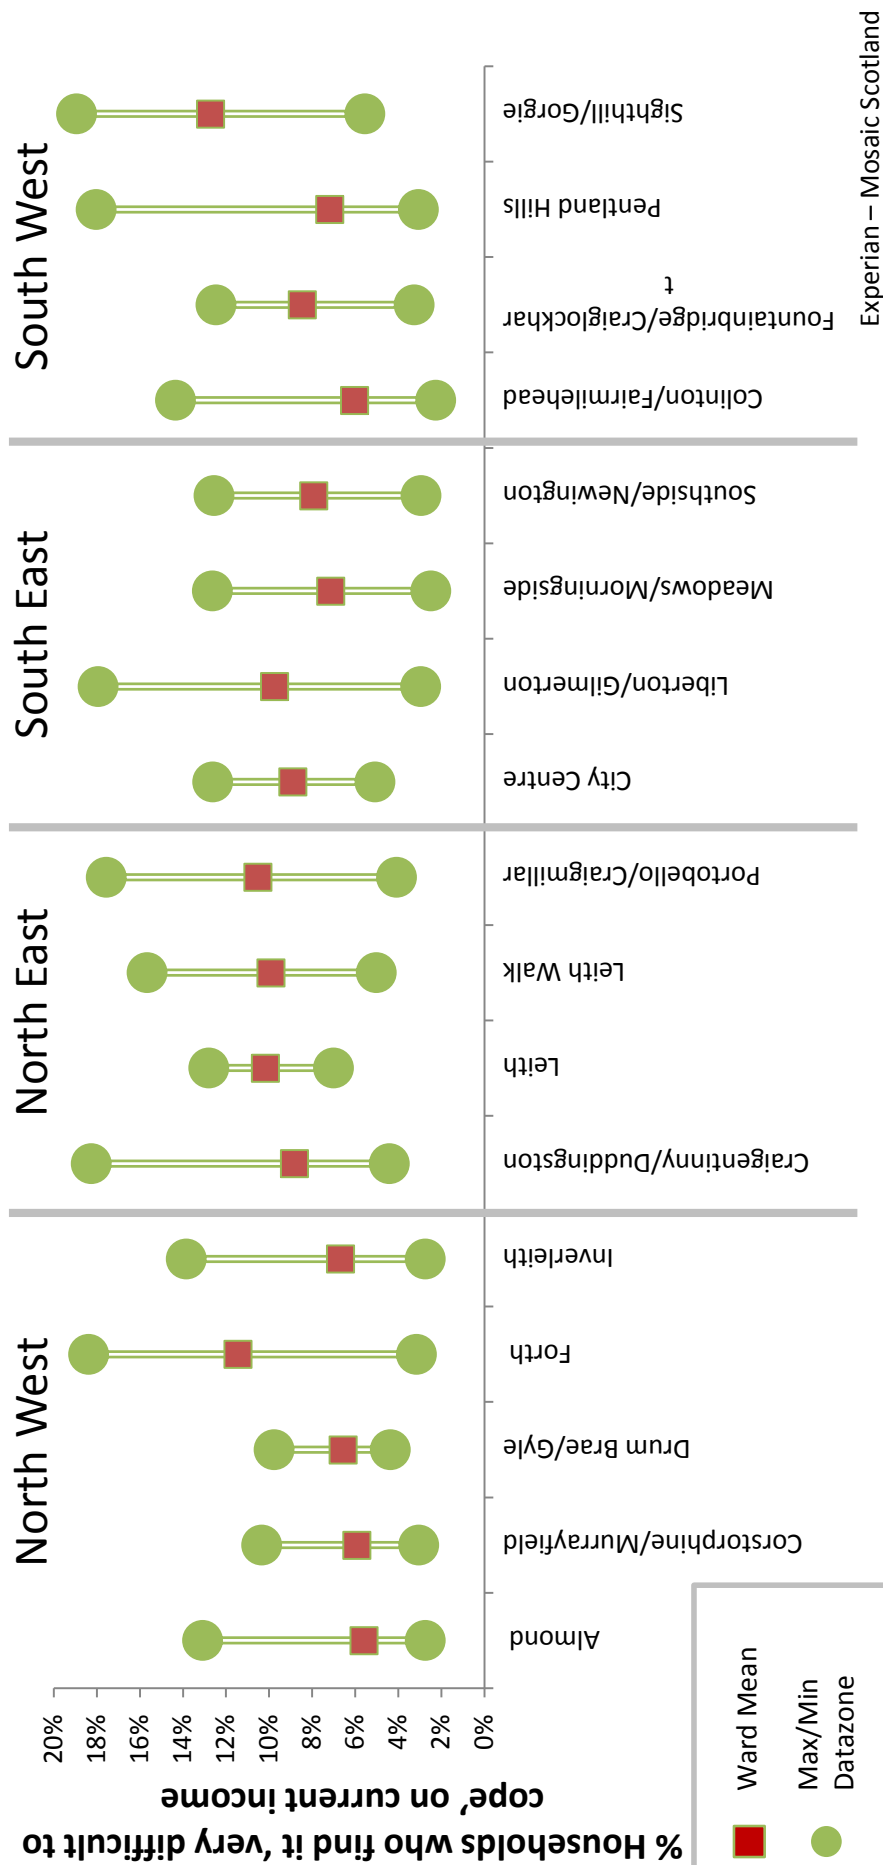 North West
North East
South East
South West
% Households who find it ‘very difficult to
cope’ on current income
20%
18%
16%
14%
12%
10%
8%
6%
4%
2%
0%
Almond
Corstorphine/Murrayfield
Drum Brae/Gyle
Forth
Inverleith
Craigentinny/Duddingston
Leith
Leith Walk
Portobello/Craigmillar
City Centre
Liberton/Gilmerton
Meadows/Morningside
Southside/Newington
Colinton/Fairmilehead
Fountainbridge/Craiglockhar
t
Pentland Hills
Sighthill/Gorgie
Ward Mean
Max/Min
Datazone
Experian – Mosaic Scotland